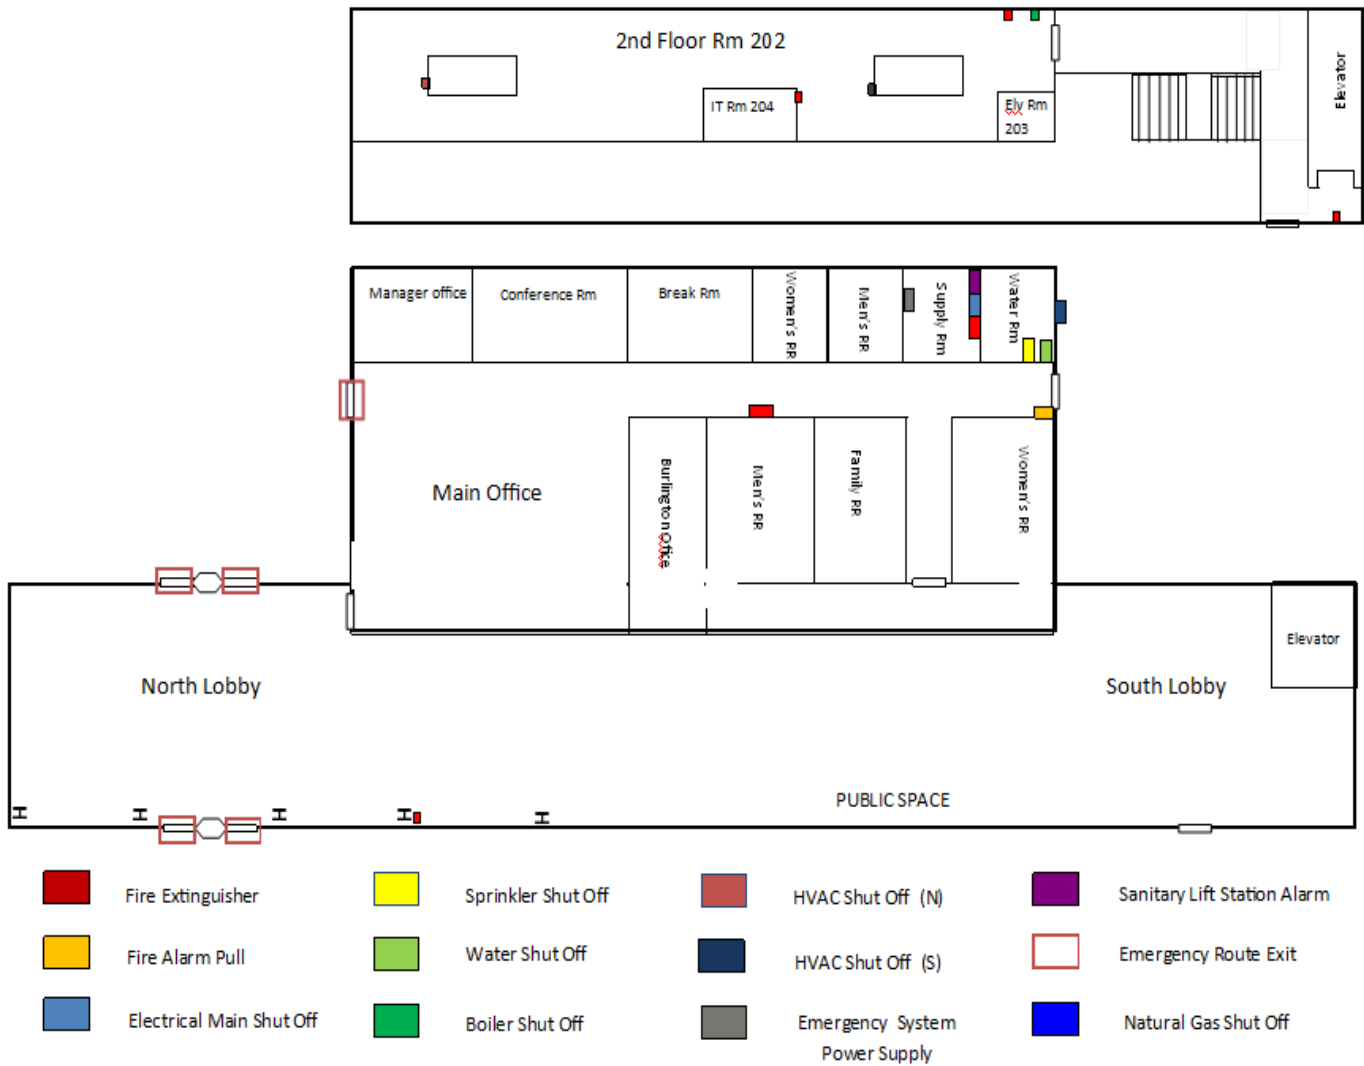 2nd Floor Rm 202
IT Rm 204
Ely Rm
203
Elevator
Manager office
Conference Rm
Break Rm
Women's RR
Men's RR
Supply Rm
Water Rm
Main Office
Burlington Office
Men's RR
Family RR
Women's RR
North Lobby
South Lobby
Elevator
PUBLIC SPACE
H H H H H
Fire Extinguisher
Sprinkler Shut Off
HVAC Shut Off (N)
Sanitary Lift Station Alarm
Fire Alarm Pull
Water Shut Off
HVAC Shut Off (S)
Emergency Route Exit
Electrical Main Shut Off
Boiler Shut Off
Emergency System
Power Supply
Natural Gas Shut Off